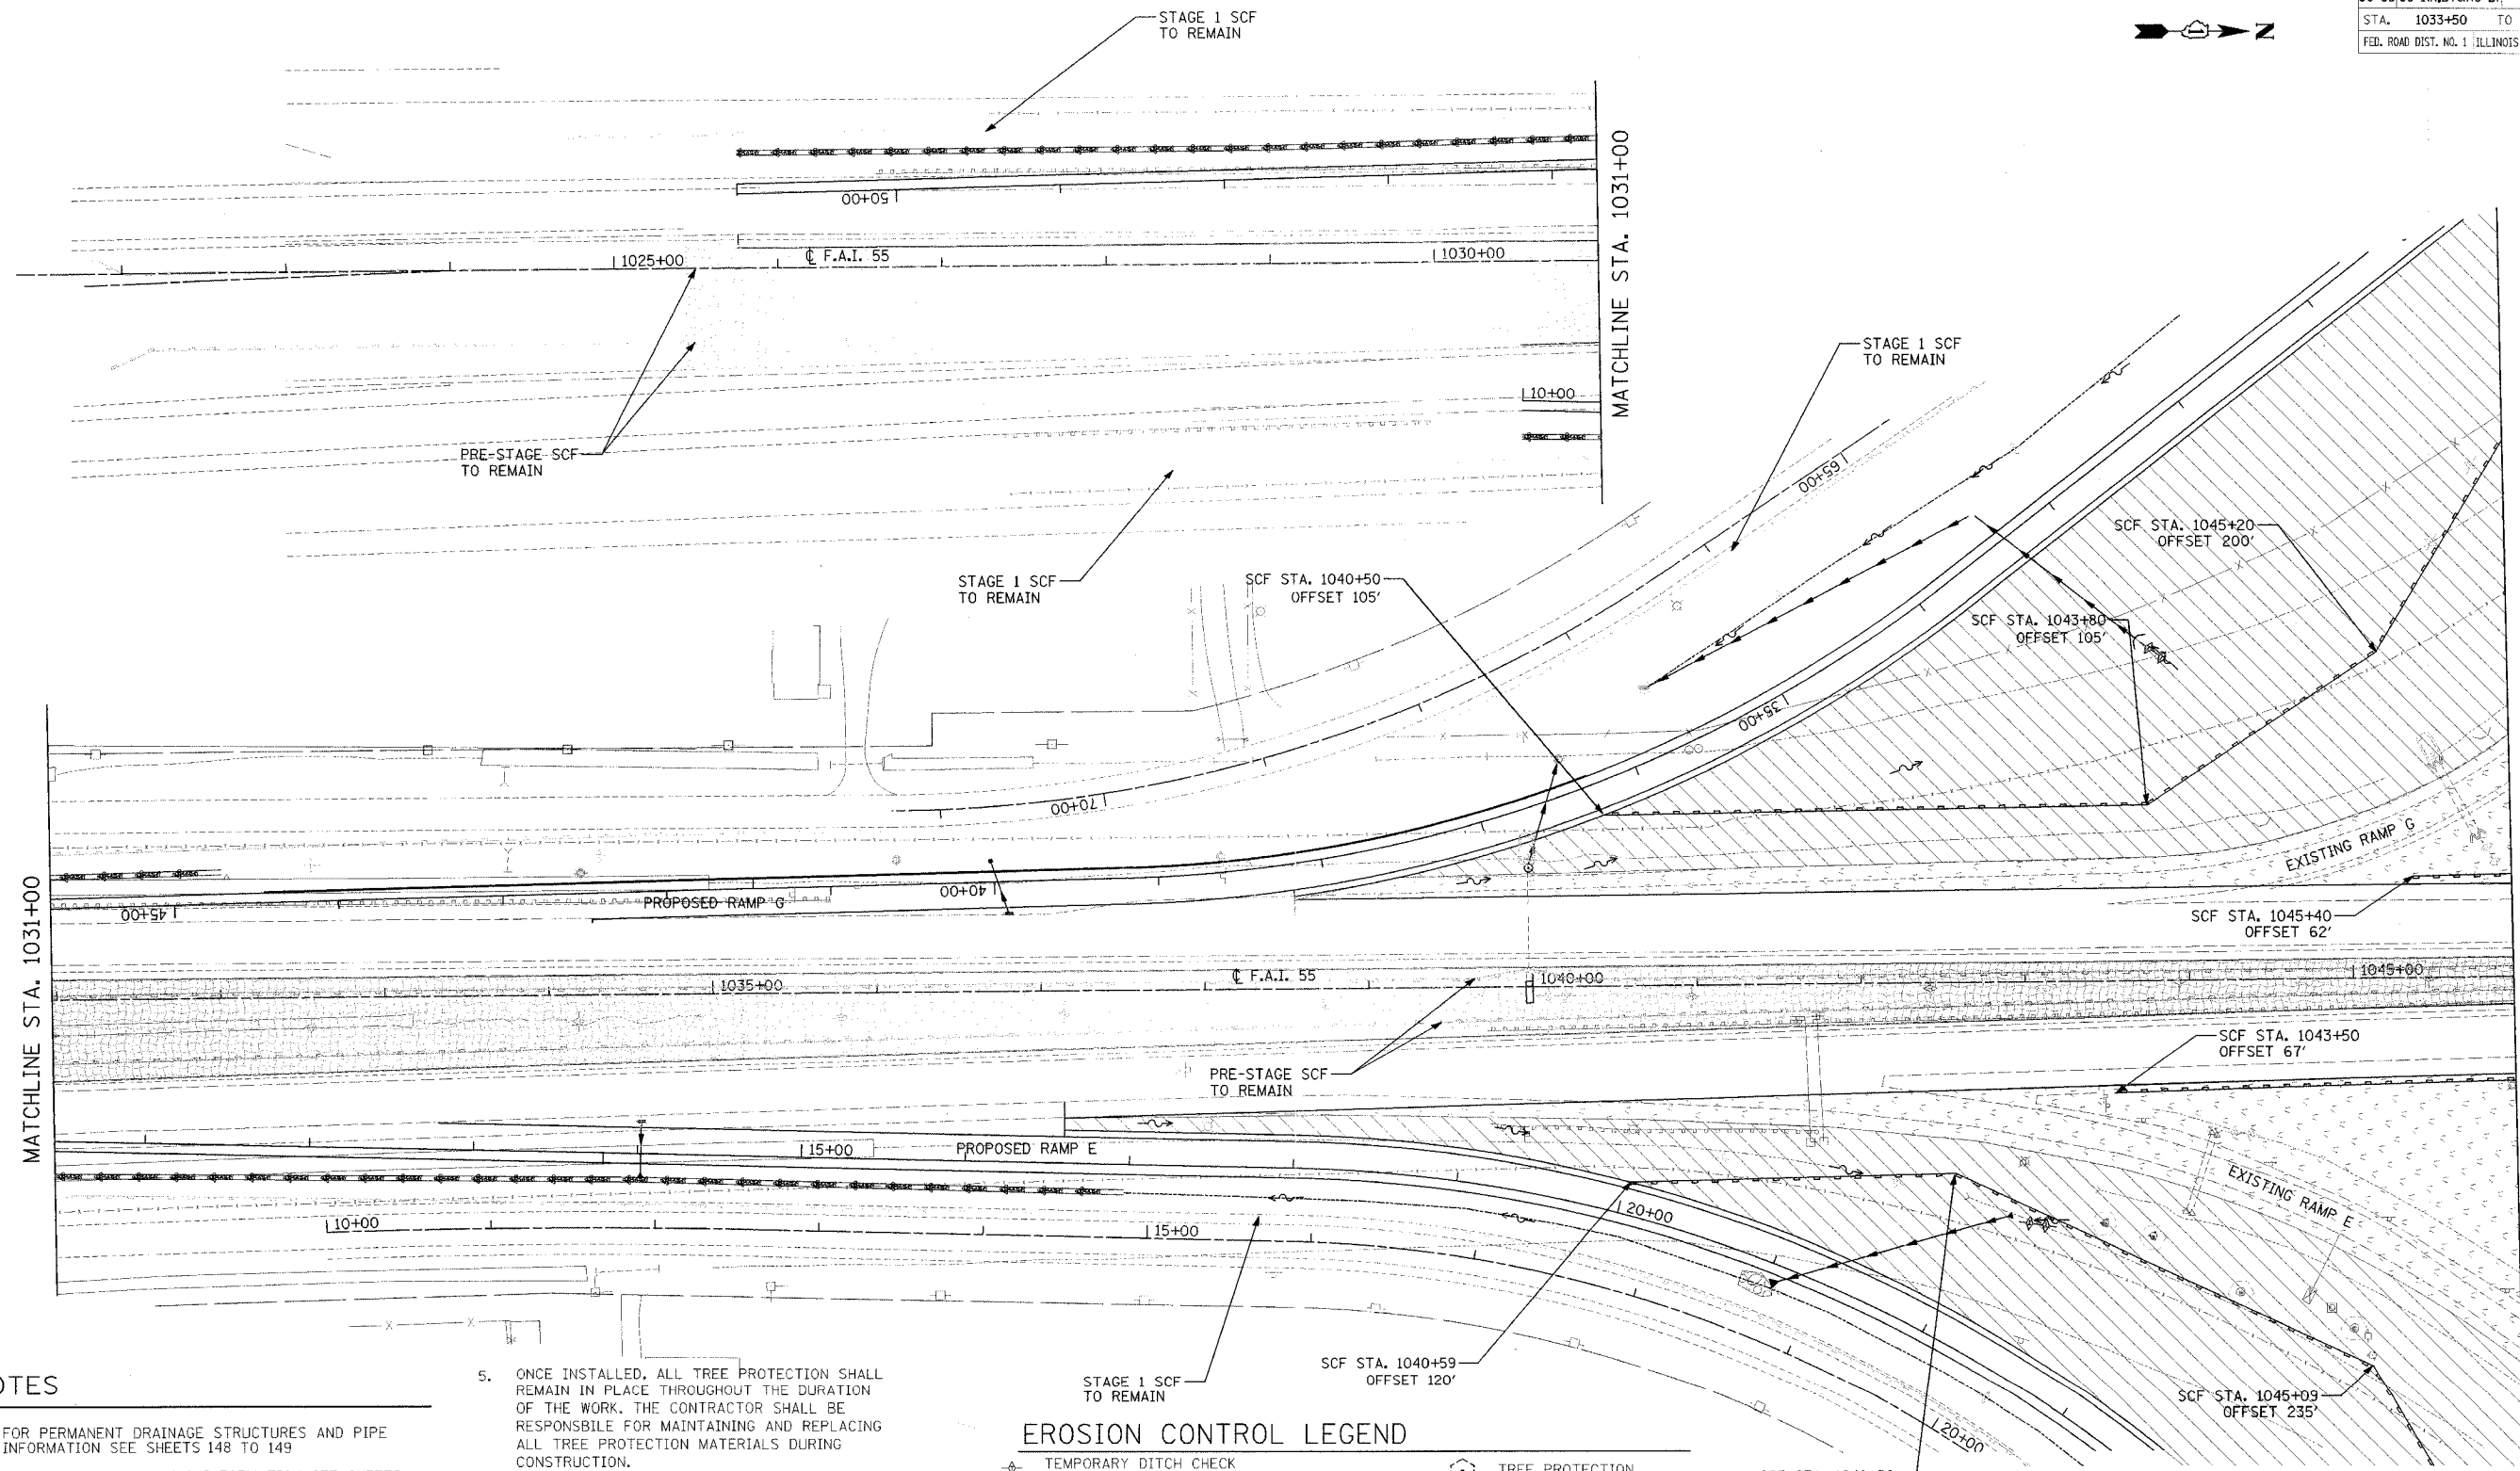 STA. 1033+50 TO
FED. ROAD DIST. NO. 1 ILLINOIS
N
STAGE 1 SCF
TO REMAIN
50+00
1025+00
℄ F.A.I. 55
1030+00
MATCHLINE STA. 1031+00
10+00
PRE-STAGE SCF
TO REMAIN
STAGE 1 SCF
TO REMAIN
STAGE 1 SCF
TO REMAIN
65+00
SCF STA. 1040+50
OFFSET 105'
SCF STA. 1045+20
OFFSET 200'
SCF STA. 1043+80
OFFSET 105'
35+00
70+00
MATCHLINE STA. 1031+00
45+00
PROPOSED RAMP G
40+00
EXISTING RAMP G
SCF STA. 1045+40
OFFSET 62'
1035+00
℄ F.A.I. 55
1040+00
1045+00
SCF STA. 1043+50
OFFSET 67'
PRE-STAGE SCF
TO REMAIN
15+00
PROPOSED RAMP E
EXISTING RAMP E
10+00
15+00
20+00
STAGE 1 SCF
TO REMAIN
SCF STA. 1040+59
OFFSET 120'
SCF STA. 1045+09
OFFSET 235'
20+00
OTES
FOR PERMANENT DRAINAGE STRUCTURES AND PIPE
INFORMATION SEE SHEETS 148 TO 149
5. ONCE INSTALLED, ALL TREE PROTECTION SHALL
REMAIN IN PLACE THROUGHOUT THE DURATION
OF THE WORK. THE CONTRACTOR SHALL BE
RESPONSBILE FOR MAINTAINING AND REPLACING
ALL TREE PROTECTION MATERIALS DURING
CONSTRUCTION.
EROSION CONTROL LEGEND
TEMPORARY DITCH CHECK
TREE PROTECTION